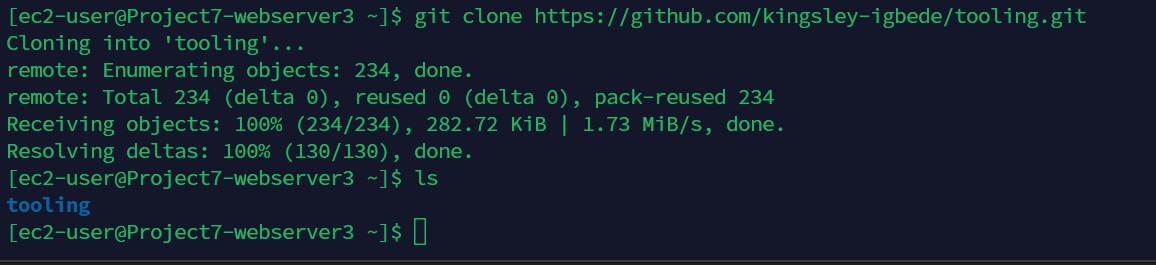 [ec2-user@Project7-webserver3 ~]$ git clone https://github.com/kingsley-igbede/tooling.git
Cloning into 'tooling'...
remote: Enumerating objects: 234, done.
remote: Total 234 (delta 0), reused 0 (delta 0), pack-reused 234
Receiving objects: 100% (234/234), 282.72 KiB | 1.73 MiB/s, done.
Resolving deltas: 100% (130/130), done.
[ec2-user@Project7-webserver3 ~]$ ls
tooling
[ec2-user@Project7-webserver3 ~]$